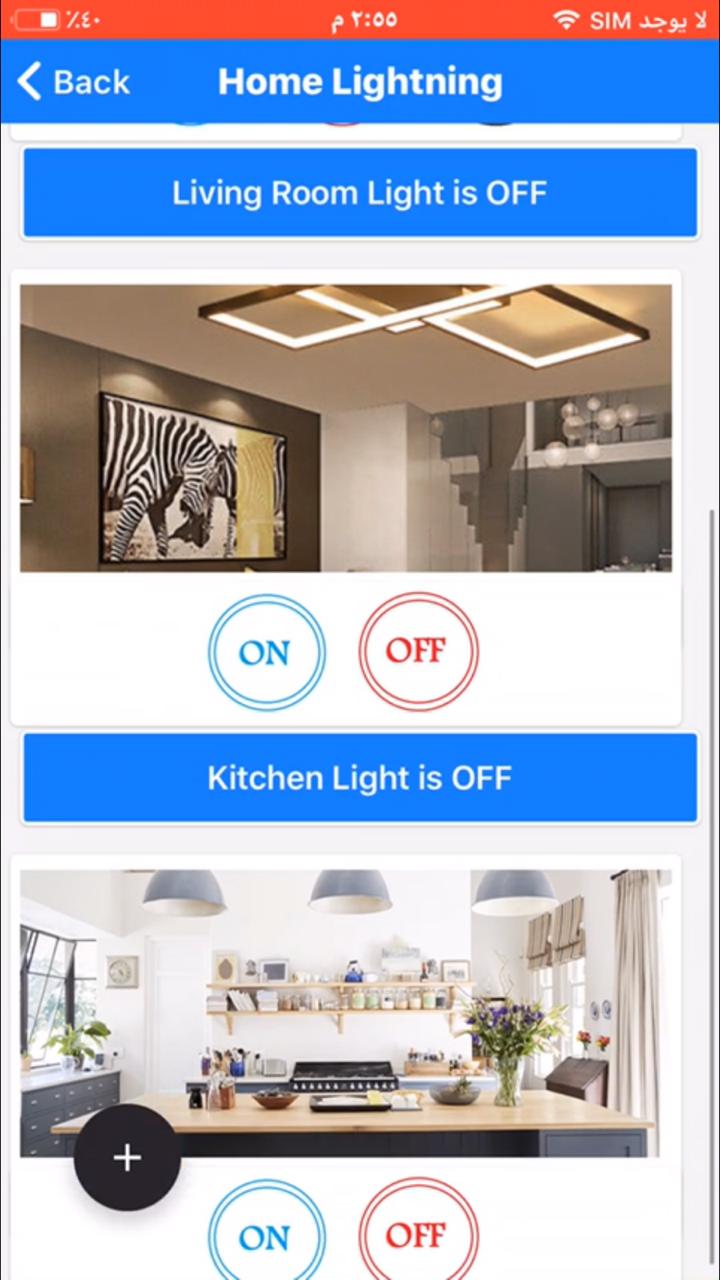 ٪٤٠ ٢:٥٥ م لا يوجد SIM
Back Home Lightning
Living Room Light is OFF
ON OFF
Kitchen Light is OFF
+
ON OFF